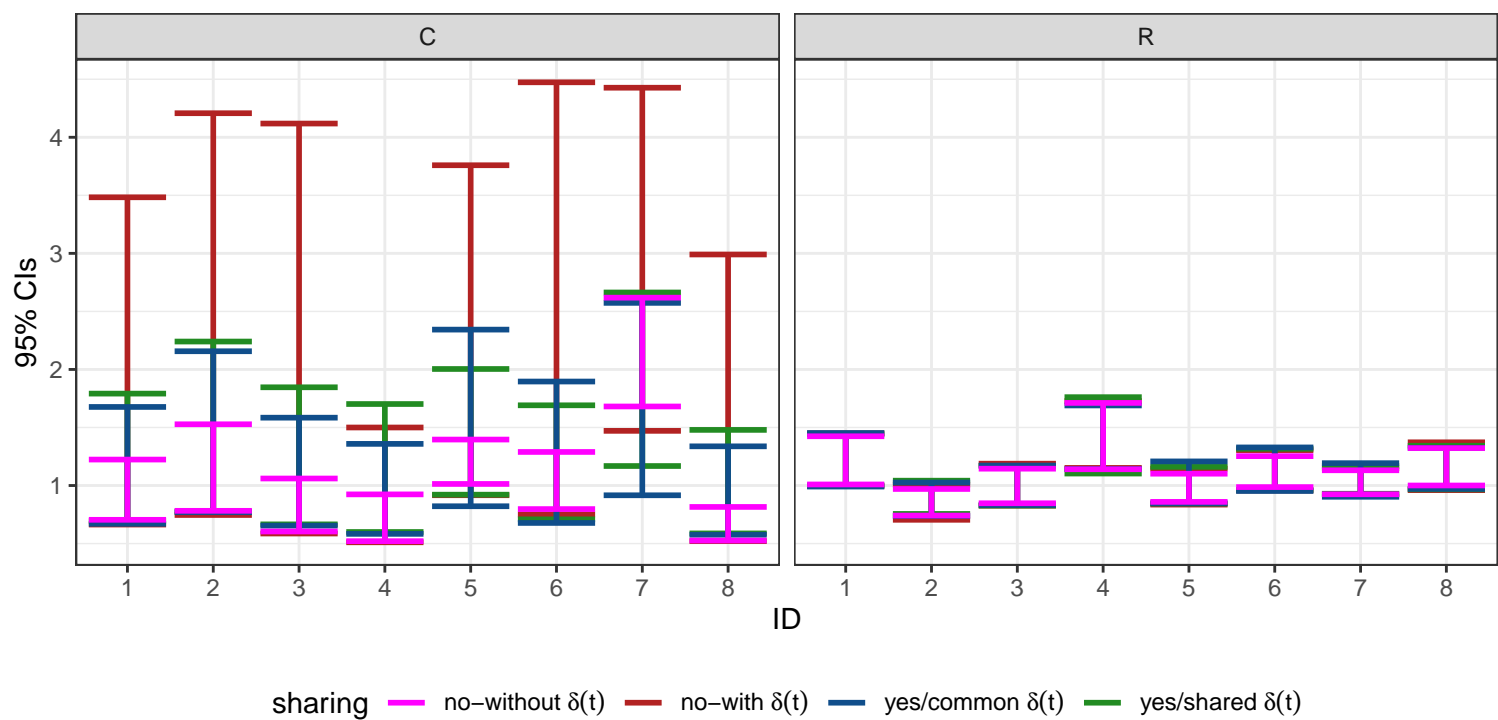 C R
95% CIs
4
3
2
1
1 2 3 4 5 6 7 8 1 2 3 4 5 6 7 8
ID
sharing no−without δ(t) no−with δ(t) yes/common δ(t) yes/shared δ(t)